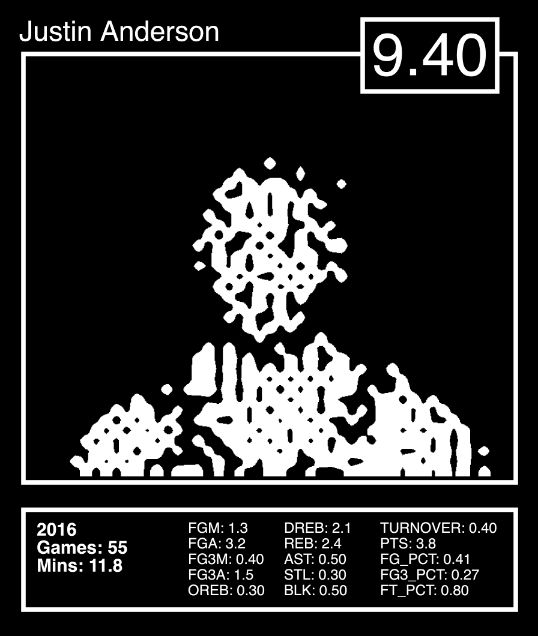 Justin Anderson
9.40
2016
Games: 55
Mins: 11.8
FGM: 1.3
FGA: 3.2
FG3M: 0.40
FG3A: 1.5
OREB: 0.30
DREB: 2.1
REB: 2.4
AST: 0.50
STL: 0.30
BLK: 0.50
TURNOVER: 0.40
PTS: 3.8
FG_PCT: 0.41
FG3_PCT: 0.27
FT_PCT: 0.80